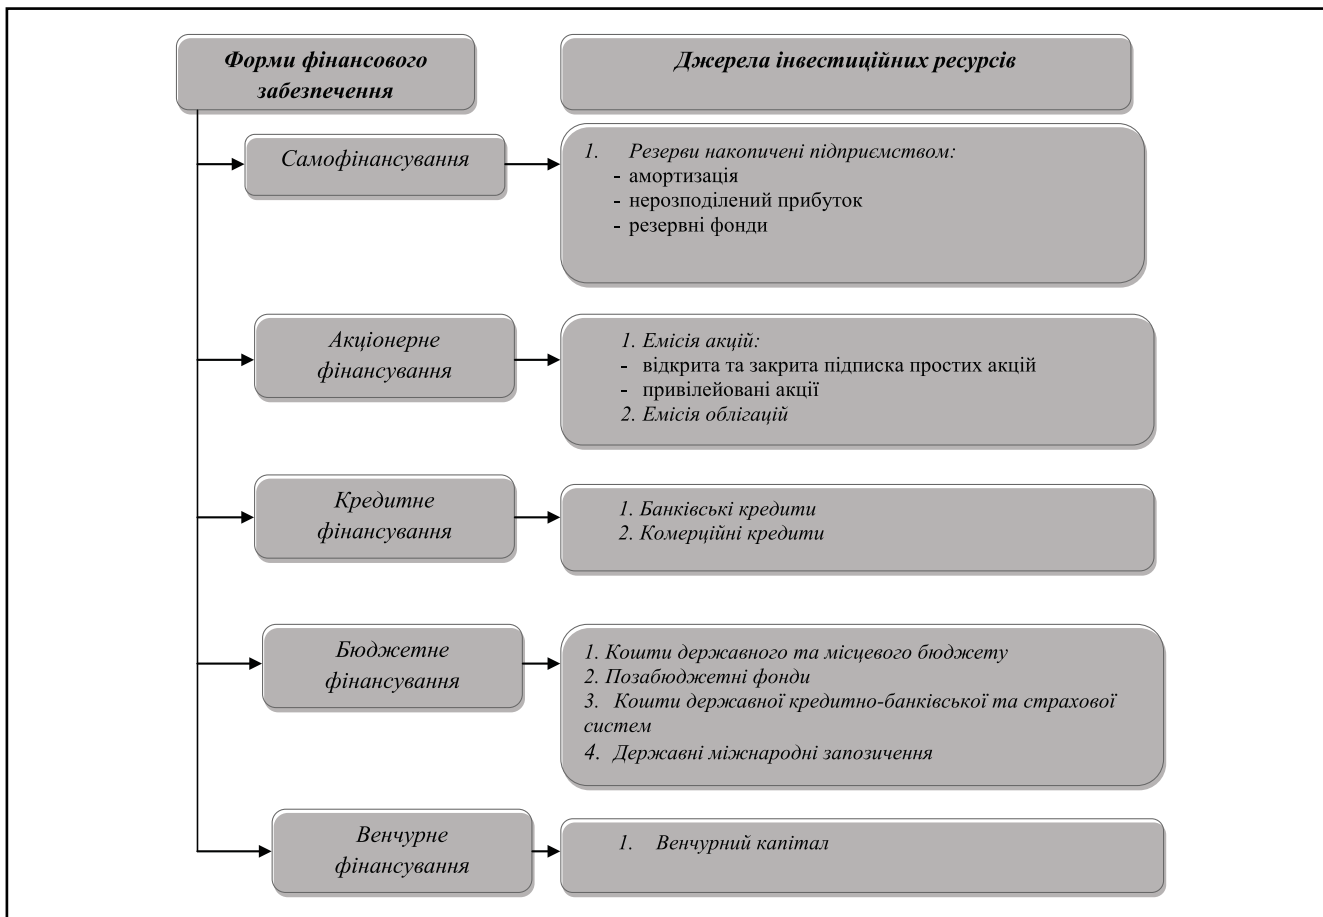 Форми фінансового
забезпечення
Джерела інвестиційних ресурсів
Самофінансування
1. Резерви накопичені підприємством:
- амортизація
- нерозподілений прибуток
- резервні фонди
Акціонерне
фінансування
1. Емісія акцій:
- відкрита та закрита підписка простих акцій
- привілейовані акції
2. Емісія облігацій
Кредитне
фінансування
1. Банківські кредити
2. Комерційні кредити
Бюджетне
фінансування
1. Кошти державного та місцевого бюджету
2. Позабюджетні фонди
3. Кошти державної кредитно-банківської та страхової
систем
4. Державні міжнародні запозичення
Венчурне
фінансування
1. Венчурний капітал